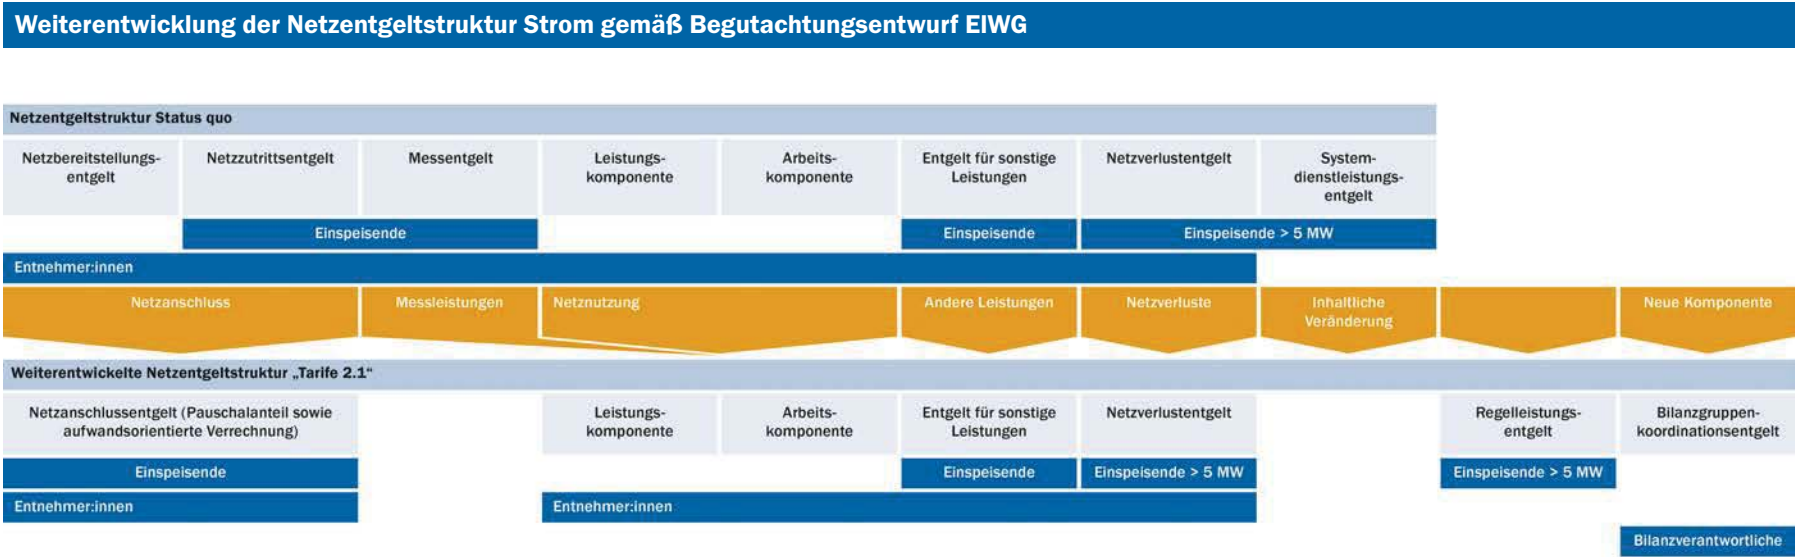 Weiterentwicklung der Netzentgeltstruktur Strom gemäß Begutachtungsentwurf ElWG
Netzentgeltstruktur Status quo
Netzbereitstellungs-
entgelt
Netzzutrittsentgelt
Messentgelt
Leistungs-
komponente
Arbeits-
komponente
Entgelt für sonstige
Leistungen
Netzverlustentgelt
System-
dienstleistungs-
entgelt
Einspeisende
Einspeisende
Einspeisende > 5 MW
Entnehmer:innen
Netzanschluss
Messleistungen
Netznutzung
Andere Leistungen
Netzverluste
Inhaltliche
Veränderung
Neue Komponente
Weiterentwickelte Netzentgeltstruktur „Tarife 2.1“
Netzanschlussentgelt (Pauschalanteil sowie
aufwandsorientierte Verrechnung)
Leistungs-
komponente
Arbeits-
komponente
Entgelt für sonstige
Leistungen
Netzverlustentgelt
Regelleistungs-
entgelt
Bilanzgruppen-
koordinationsentgelt
Einspeisende
Einspeisende
Einspeisende > 5 MW
Einspeisende > 5 MW
Entnehmer:innen
Entnehmer:innen
Bilanzverantwortliche